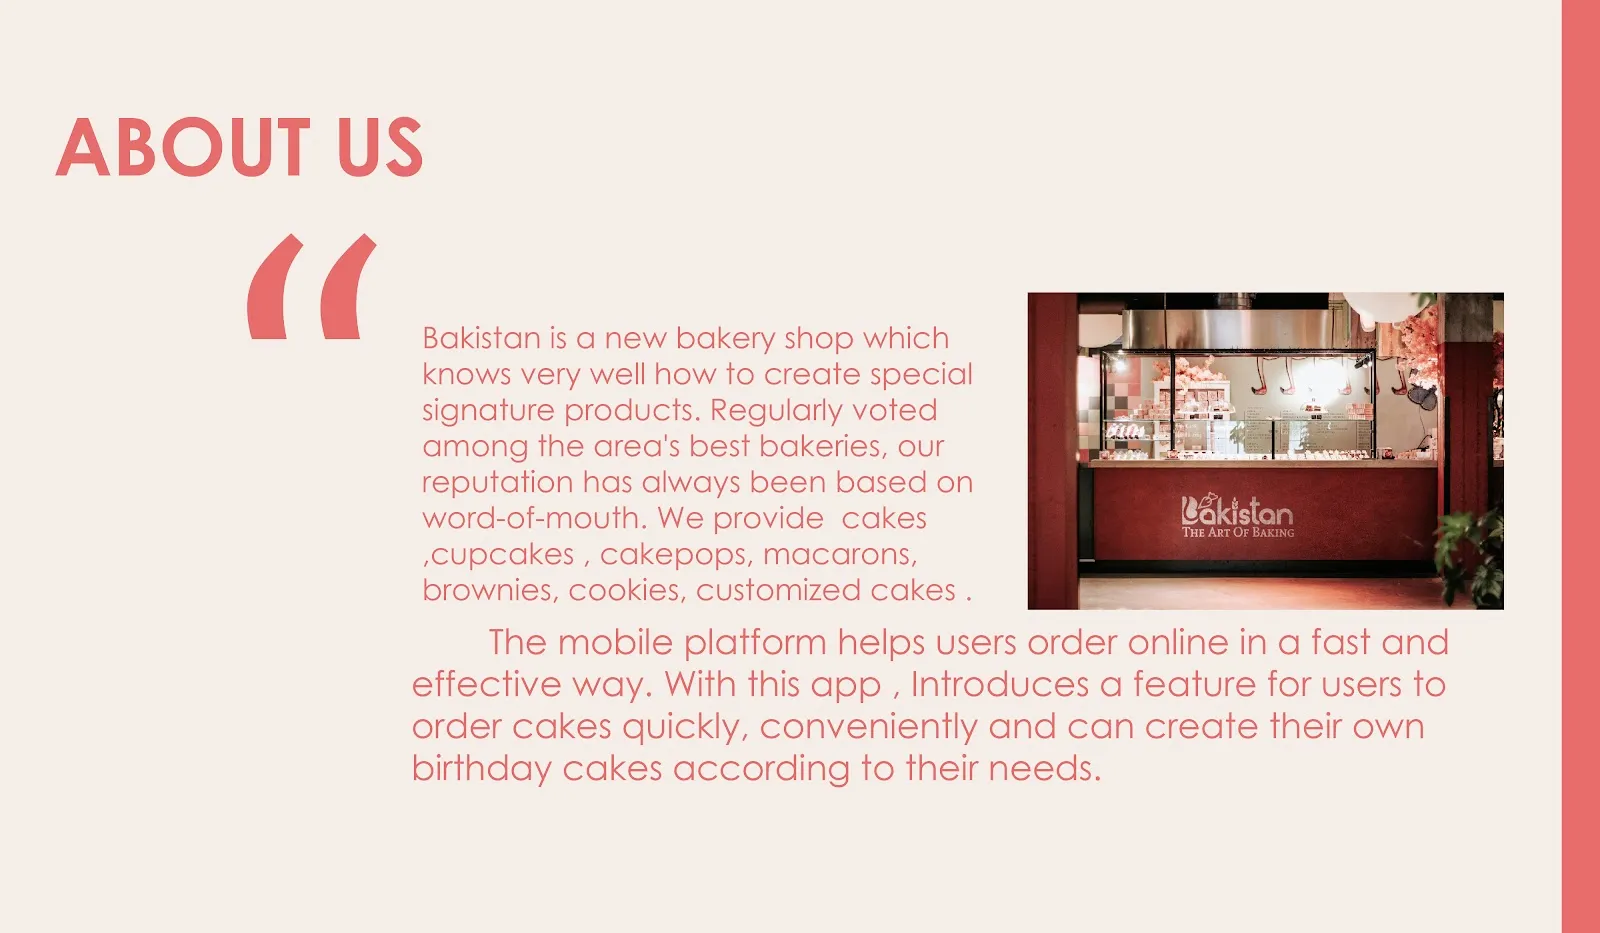 ABOUT US
“
Bakistan is a new bakery shop which
knows very well how to create special
signature products. Regularly voted
among the area's best bakeries, our
reputation has always been based on
word-of-mouth. We provide  cakes
,cupcakes , cakepops, macarons,
brownies, cookies, customized cakes .
Bakistan
THE ART OF BAKING
The mobile platform helps users order online in a fast and
effective way. With this app , Introduces a feature for users to
order cakes quickly, conveniently and can create their own
birthday cakes according to their needs.